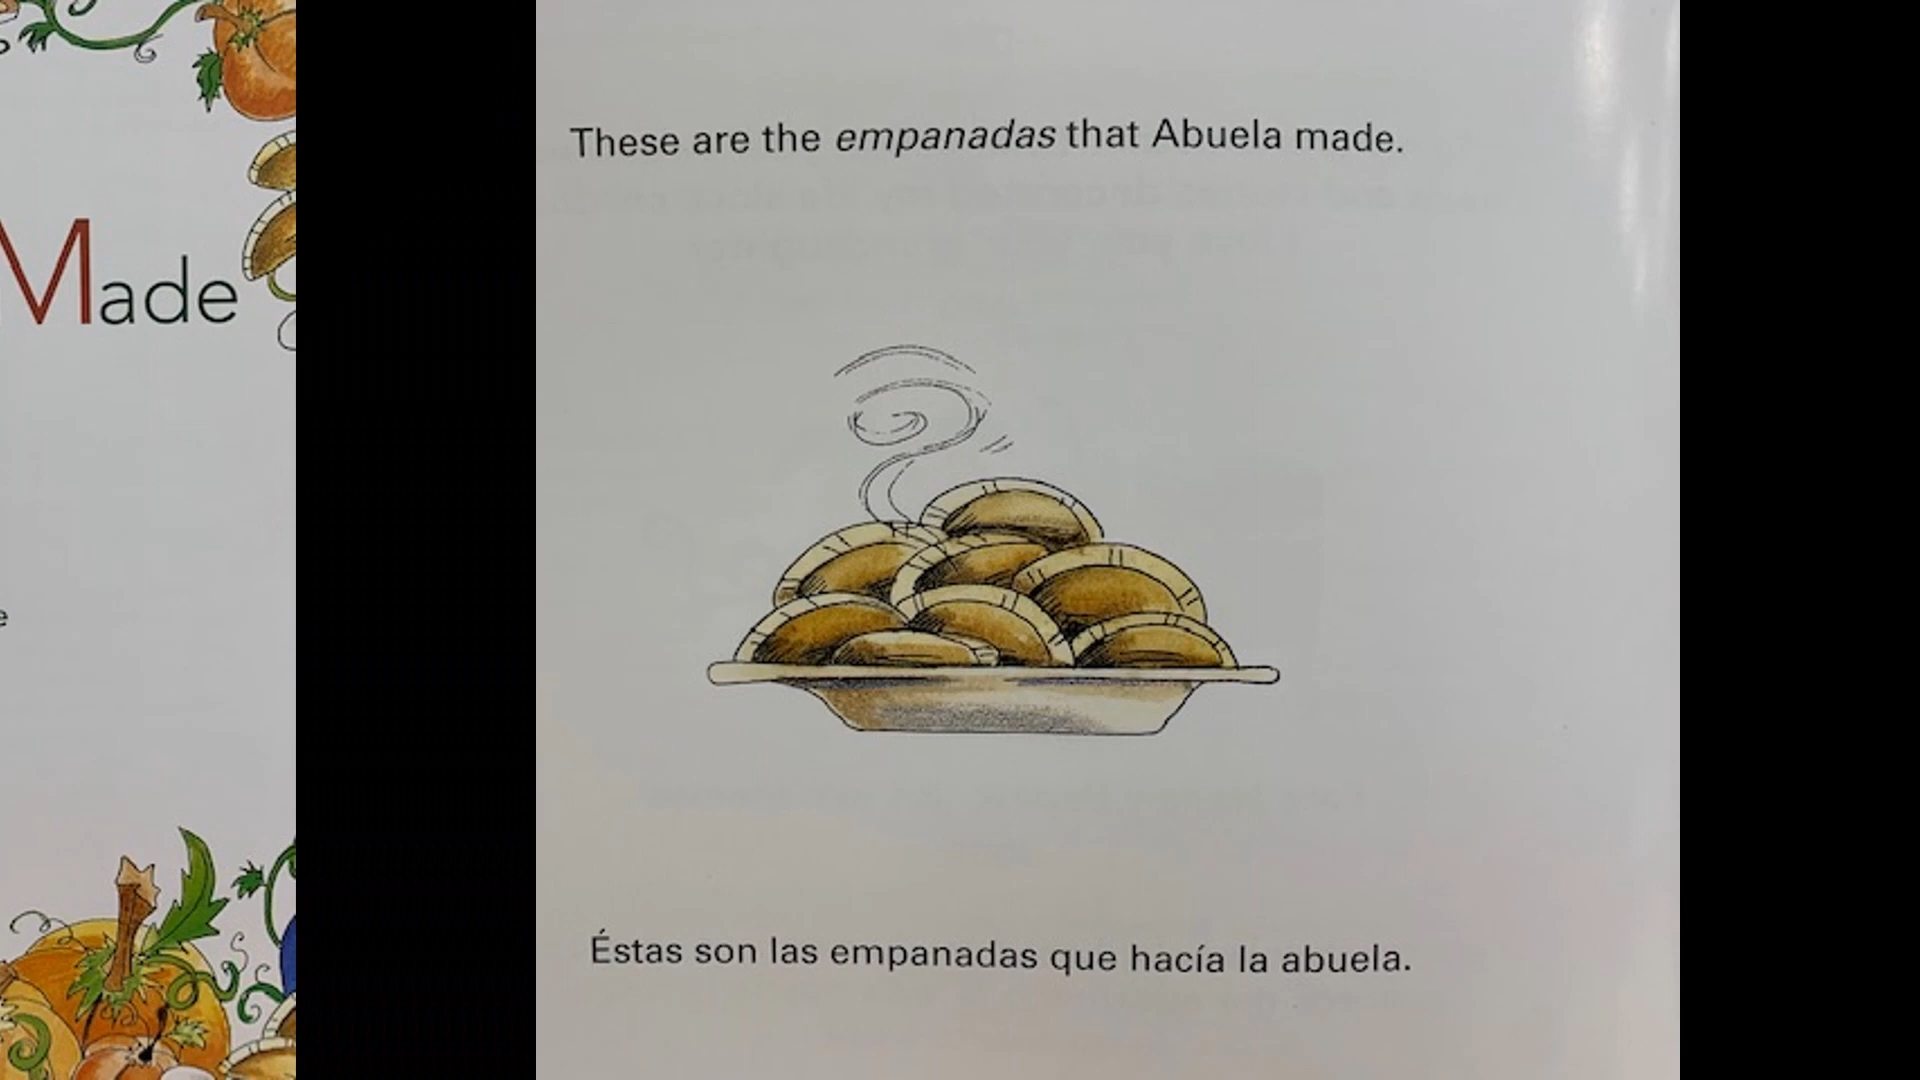 Made
These are the empanadas that Abuela made.
Éstas son las empanadas que hacía la abuela.